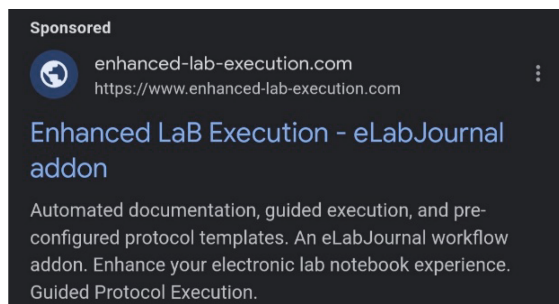 Sponsored
enhanced-lab-execution.com
https://www.enhanced-lab-execution.com
Enhanced LaB Execution - eLabJournal
addon
Automated documentation, guided execution, and pre-
configured protocol templates. An eLabJournal workflow
addon. Enhance your electronic lab notebook experience.
Guided Protocol Execution.